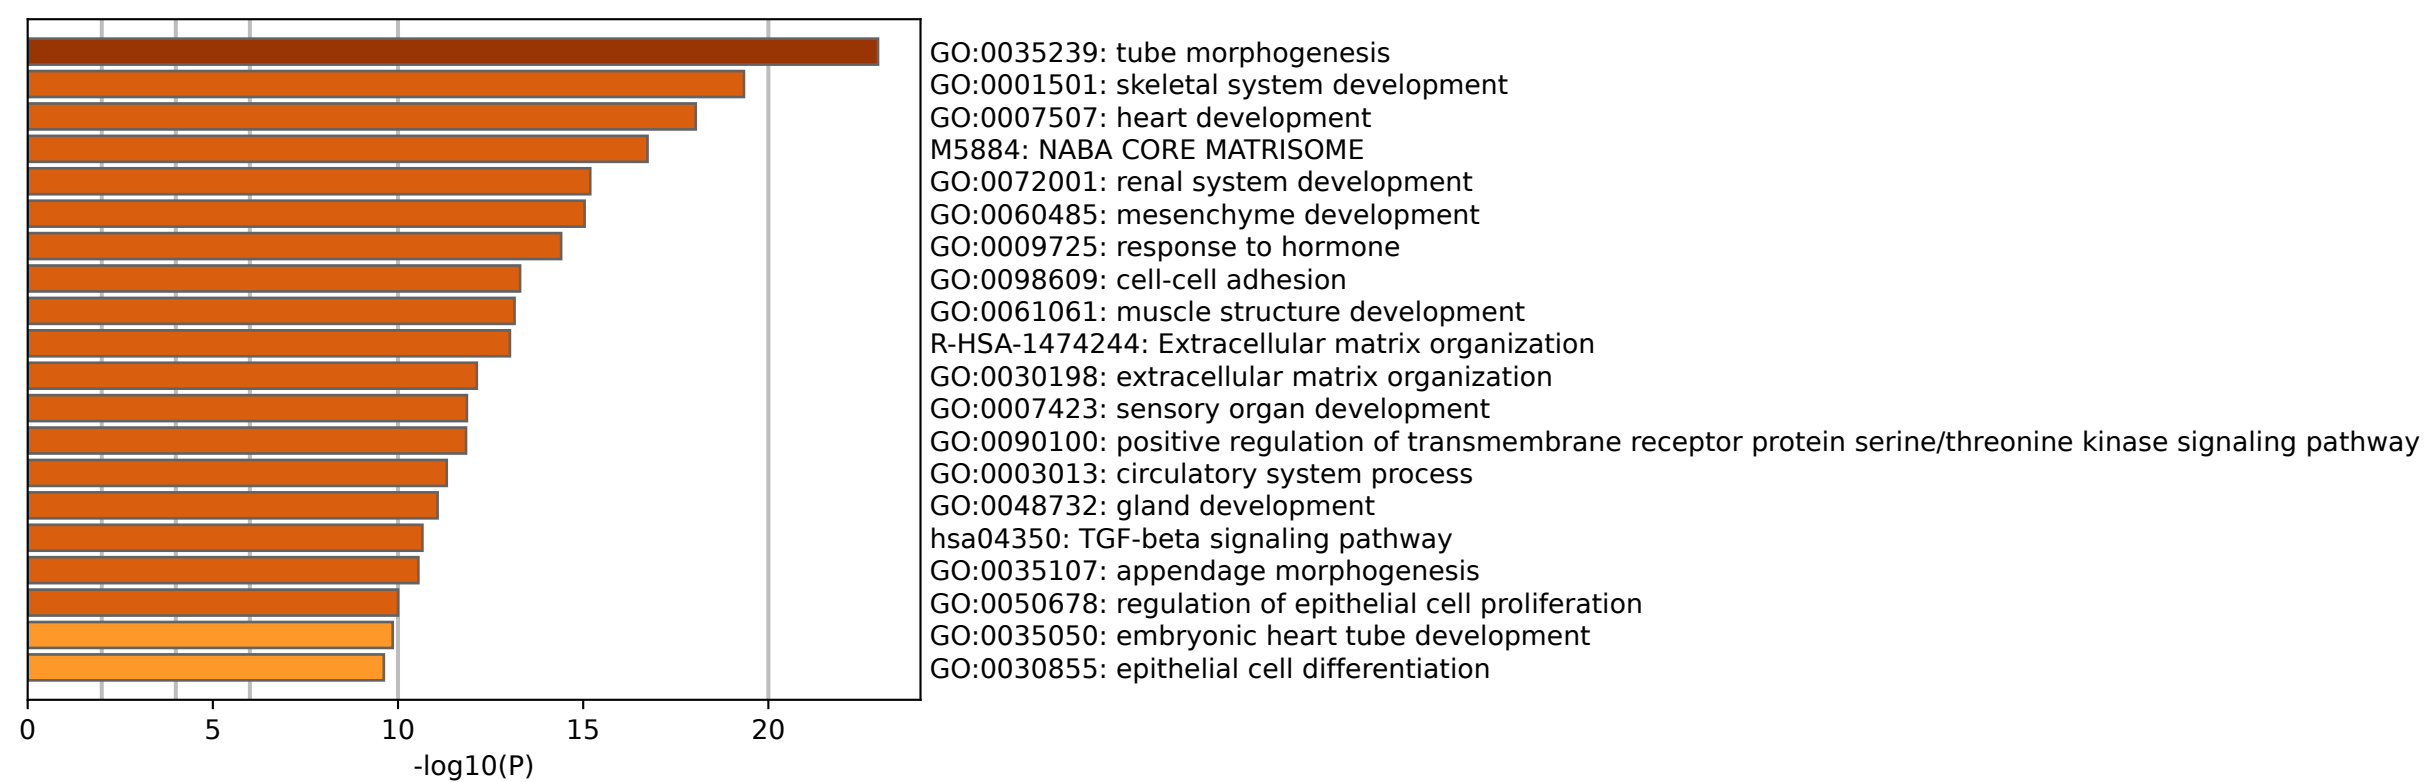 GO:0035239: tube morphogenesis
GO:0001501: skeletal system development
GO:0007507: heart development
M5884: NABA CORE MATRISOME
GO:0072001: renal system development
GO:0060485: mesenchyme development
GO:0009725: response to hormone
GO:0098609: cell-cell adhesion
GO:0061061: muscle structure development
R-HSA-1474244: Extracellular matrix organization
GO:0030198: extracellular matrix organization
GO:0007423: sensory organ development
GO:0090100: positive regulation of transmembrane receptor protein serine/threonine kinase signaling pathway
GO:0003013: circulatory system process
GO:0048732: gland development
hsa04350: TGF-beta signaling pathway
GO:0035107: appendage morphogenesis
GO:0050678: regulation of epithelial cell proliferation
GO:0035050: embryonic heart tube development
GO:0030855: epithelial cell differentiation
0 5 10 15 20
-log10(P)